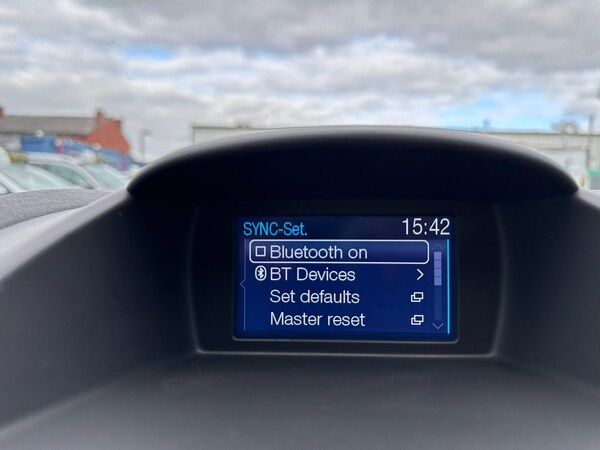 SYNC-Set. 15:42
Bluetooth on
BT Devices
Set defaults
Master reset